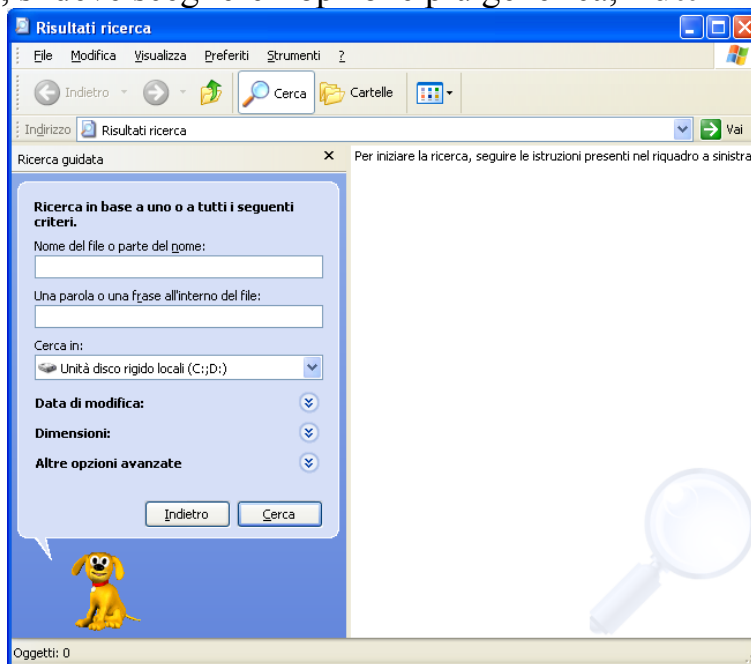 Risultati ricerca
File Modifica Visualizza Preferiti Strumenti ?
Indietro Cerca Cartelle
Indirizzo Risultati ricerca Vai
Ricerca guidata
Per iniziare la ricerca, seguire le istruzioni presenti nel riquadro a sinistra
Ricerca in base a uno o a tutti i seguenti
criteri.
Nome del file o parte del nome:
Una parola o una frase all'interno del file:
Cerca in:
Unità disco rigido locali (C:;D:)
Data di modifica:
Dimensioni:
Altre opzioni avanzate
Indietro Cerca
Oggetti: 0